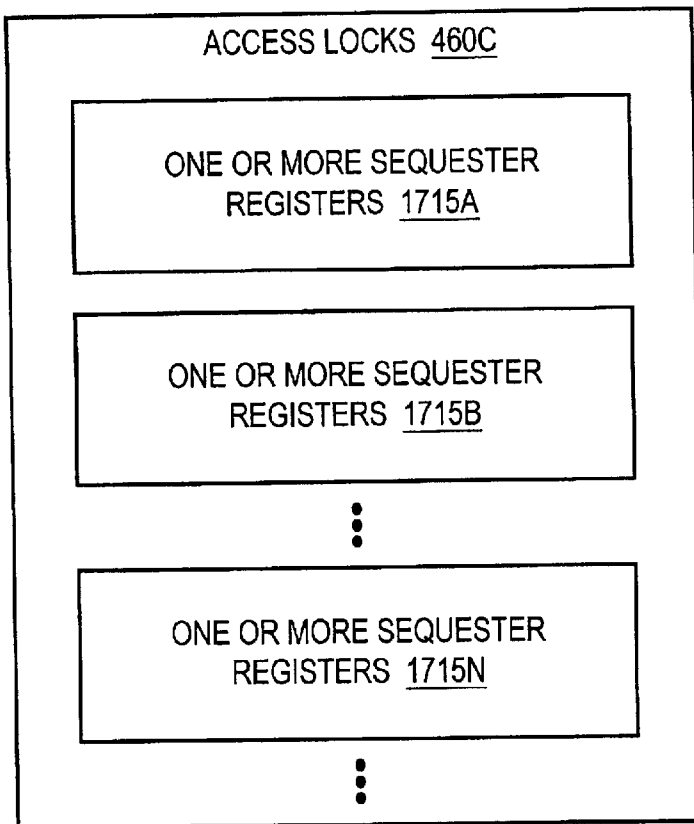 ACCESS LOCKS 460C
ONE OR MORE SEQUESTER
REGISTERS 1715A
ONE OR MORE SEQUESTER
REGISTERS 1715B
ONE OR MORE SEQUESTER
REGISTERS 1715N